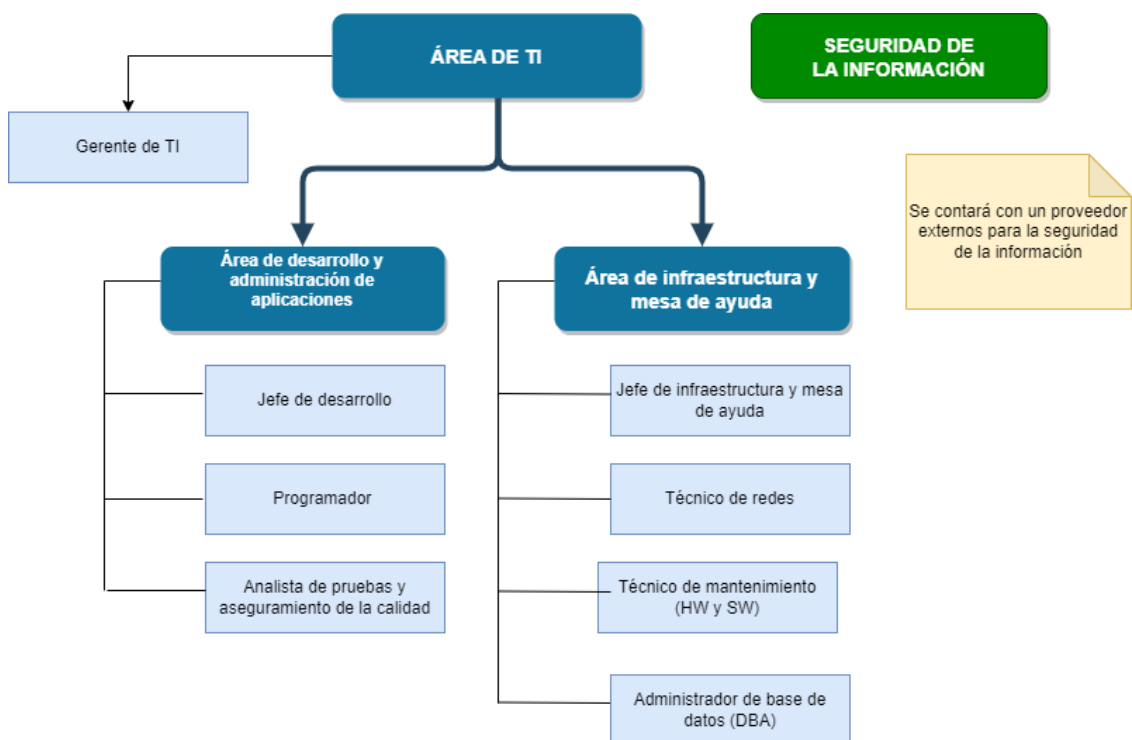 ÁREA DE TI
SEGURIDAD DE
LA INFORMACIÓN
Gerente de TI
Se contará con un proveedor
externos para la seguridad
de la información
Área de desarrollo y
administración de
aplicaciones
Área de infraestructura y
mesa de ayuda
Jefe de desarrollo
Jefe de infraestructura y mesa
de ayuda
Programador
Técnico de redes
Analista de pruebas y
aseguramiento de la calidad
Técnico de mantenimiento
(HW y SW)
Administrador de base de
datos (DBA)